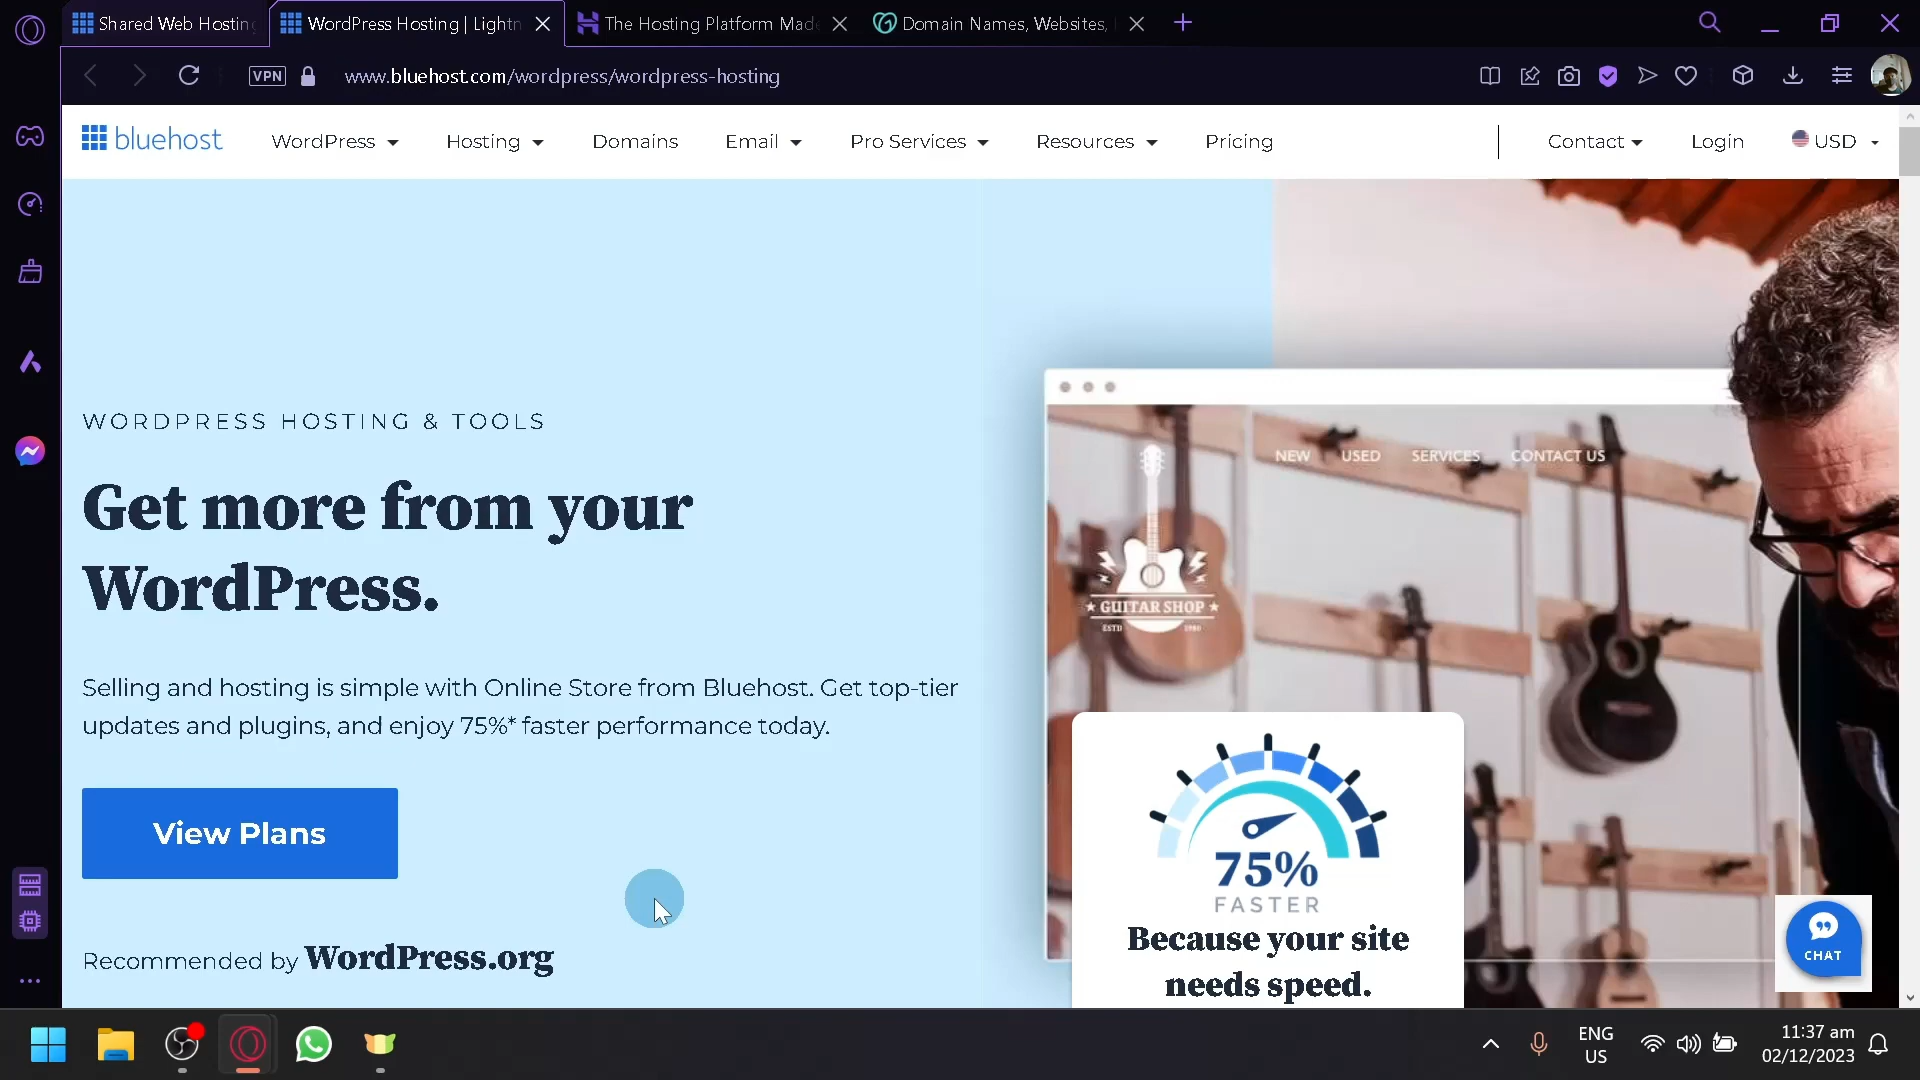 Shared Web Hosting
WordPress Hosting | Lightn
The Hosting Platform Made
Domain Names, Websites,
VPN
www.bluehost.com/wordpress/wordpress-hosting
bluehost
WordPress
Hosting
Domains
Email
Pro Services
Resources
Pricing
Contact
Login
USD
WORDPRESS HOSTING & TOOLS
Get more from your
WordPress.
Selling and hosting is simple with Online Store from Bluehost. Get top-tier
updates and plugins, and enjoy 75%* faster performance today.
View Plans
Recommended by WordPress.org
NEW USED SERVICES CONTACT US
GUITAR SHOP
ESTD 1980
75%
FASTER
Because your site
needs speed.
CHAT
ENG
US
11:37 am
02/12/2023